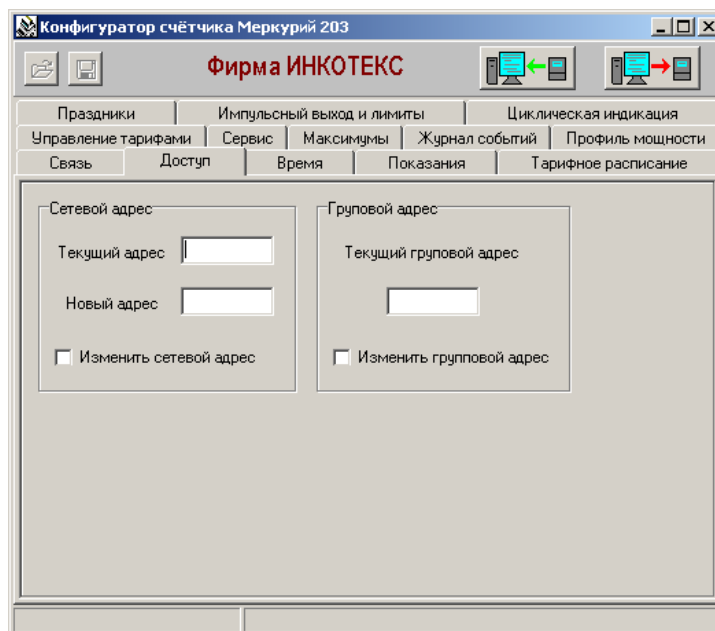 Конфигуратор счётчика Меркурий 203
Фирма ИНКОТЕКС
Праздники Импульсный выход и лимиты Циклическая индикация
Управление тарифами Сервис Максимумы Журнал событий Профиль мощности
Связь Доступ Время Показания Тарифное расписание
Сетевой адрес Груповой адрес
Текущий адрес Текущий груповой адрес
Новый адрес
Изменить сетевой адрес Изменить групповой адрес